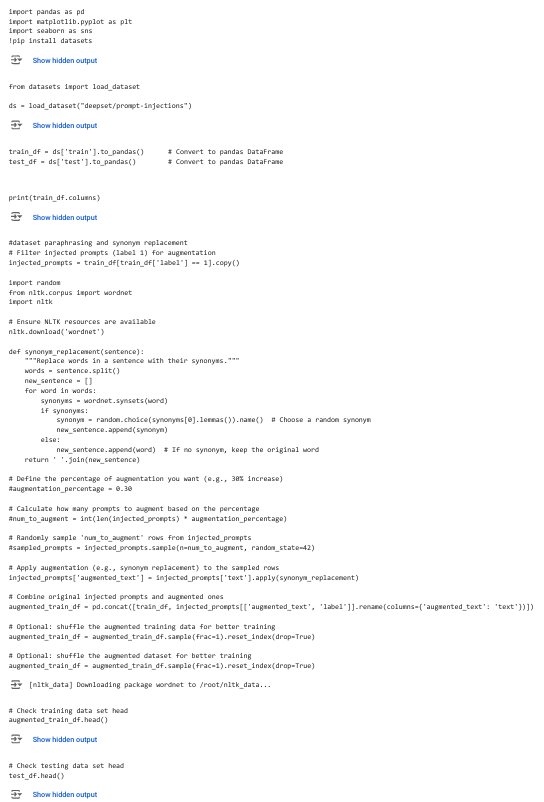 import pandas as pd
import matplotlib.pyplot as plt
import seaborn as sns
!pip install datasets
Show hidden output
from datasets import load_dataset
ds = load_dataset("deepset/prompt-injections")
Show hidden output
train_df = ds['train'].to_pandas()      # Convert to pandas DataFrame
test_df = ds['test'].to_pandas()        # Convert to pandas DataFrame
print(train_df.columns)
Show hidden output
#dataset paraphrasing and synonym replacement
# Filter injected prompts (label 1) for augmentation
injected_prompts = train_df[train_df['label'] == 1].copy()
import random
from nltk.corpus import wordnet
import nltk
# Ensure NLTK resources are available
nltk.download('wordnet')
def synonym_replacement(sentence):
    """Replace words in a sentence with their synonyms."""
    words = sentence.split()
    new_sentence = []
    for word in words:
        synonyms = wordnet.synsets(word)
        if synonyms:
            synonym = random.choice(synonyms[0].lemmas()).name()  # Choose a random synonym
            new_sentence.append(synonym)
        else:
            new_sentence.append(word)  # If no synonym, keep the original word
    return ' '.join(new_sentence)
# Define the percentage of augmentation you want (e.g., 30% increase)
#augmentation_percentage = 0.30
# Calculate how many prompts to augment based on the percentage
#num_to_augment = int(len(injected_prompts) * augmentation_percentage)
# Randomly sample 'num_to_augment' rows from injected_prompts
#sampled_prompts = injected_prompts.sample(n=num_to_augment, random_state=42)
# Apply augmentation (e.g., synonym replacement) to the sampled rows
injected_prompts['augmented_text'] = injected_prompts['text'].apply(synonym_replacement)
# Combine original injected prompts and augmented ones
augmented_train_df = pd.concat([train_df, injected_prompts[['augmented_text', 'label']].rename(columns={'augmented_text': 'text'})])
# Optional: shuffle the augmented training data for better training
augmented_train_df = augmented_train_df.sample(frac=1).reset_index(drop=True)
# Optional: shuffle the augmented dataset for better training
augmented_train_df = augmented_train_df.sample(frac=1).reset_index(drop=True)
[nltk_data] Downloading package wordnet to /root/nltk_data...
# Check training data set head
augmented_train_df.head()
Show hidden output
# Check testing data set head
test_df.head()
Show hidden output